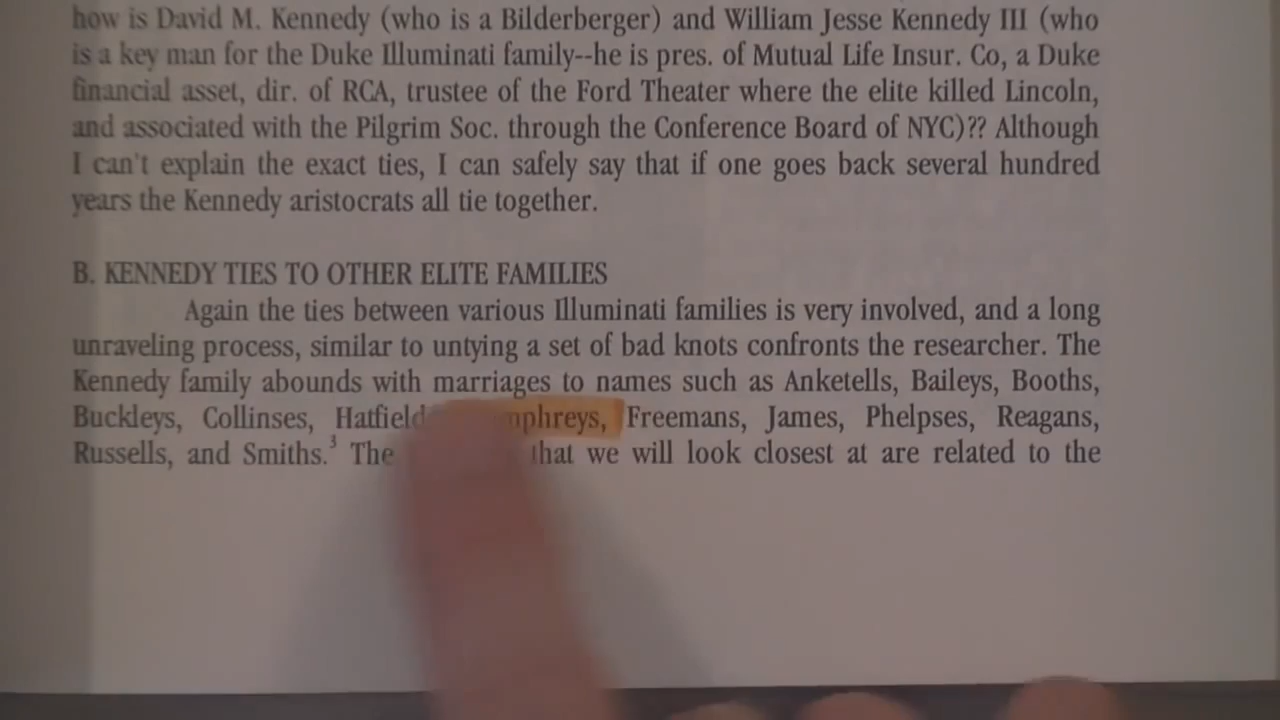 how is David M. Kennedy (who is a Bilderberger) and William Jesse Kennedy III (who
is a key man for the Duke Illuminati family--he is pres. of Mutual Life Insur. Co, a Duke
financial asset, dir. of RCA, trustee of the Ford Theater where the elite killed Lincoln,
and associated with the Pilgrim Soc. through the Conference Board of NYC)?? Although
I can't explain the exact ties, I can safely say that if one goes back several hundred
years the Kennedy aristocrats all tie together.
B. KENNEDY TIES TO OTHER ELITE FAMILIES
Again the ties between various Illuminati families is very involved, and a long
unraveling process, similar to untying a set of bad knots confronts the researcher. The
Kennedy family abounds with marriages to names such as Anketells, Baileys, Booths,
Buckleys, Collinses, Freemans, James, Phelpses, Reagans,
Russells, and Smiths.³ The that we will look closest at are related to the